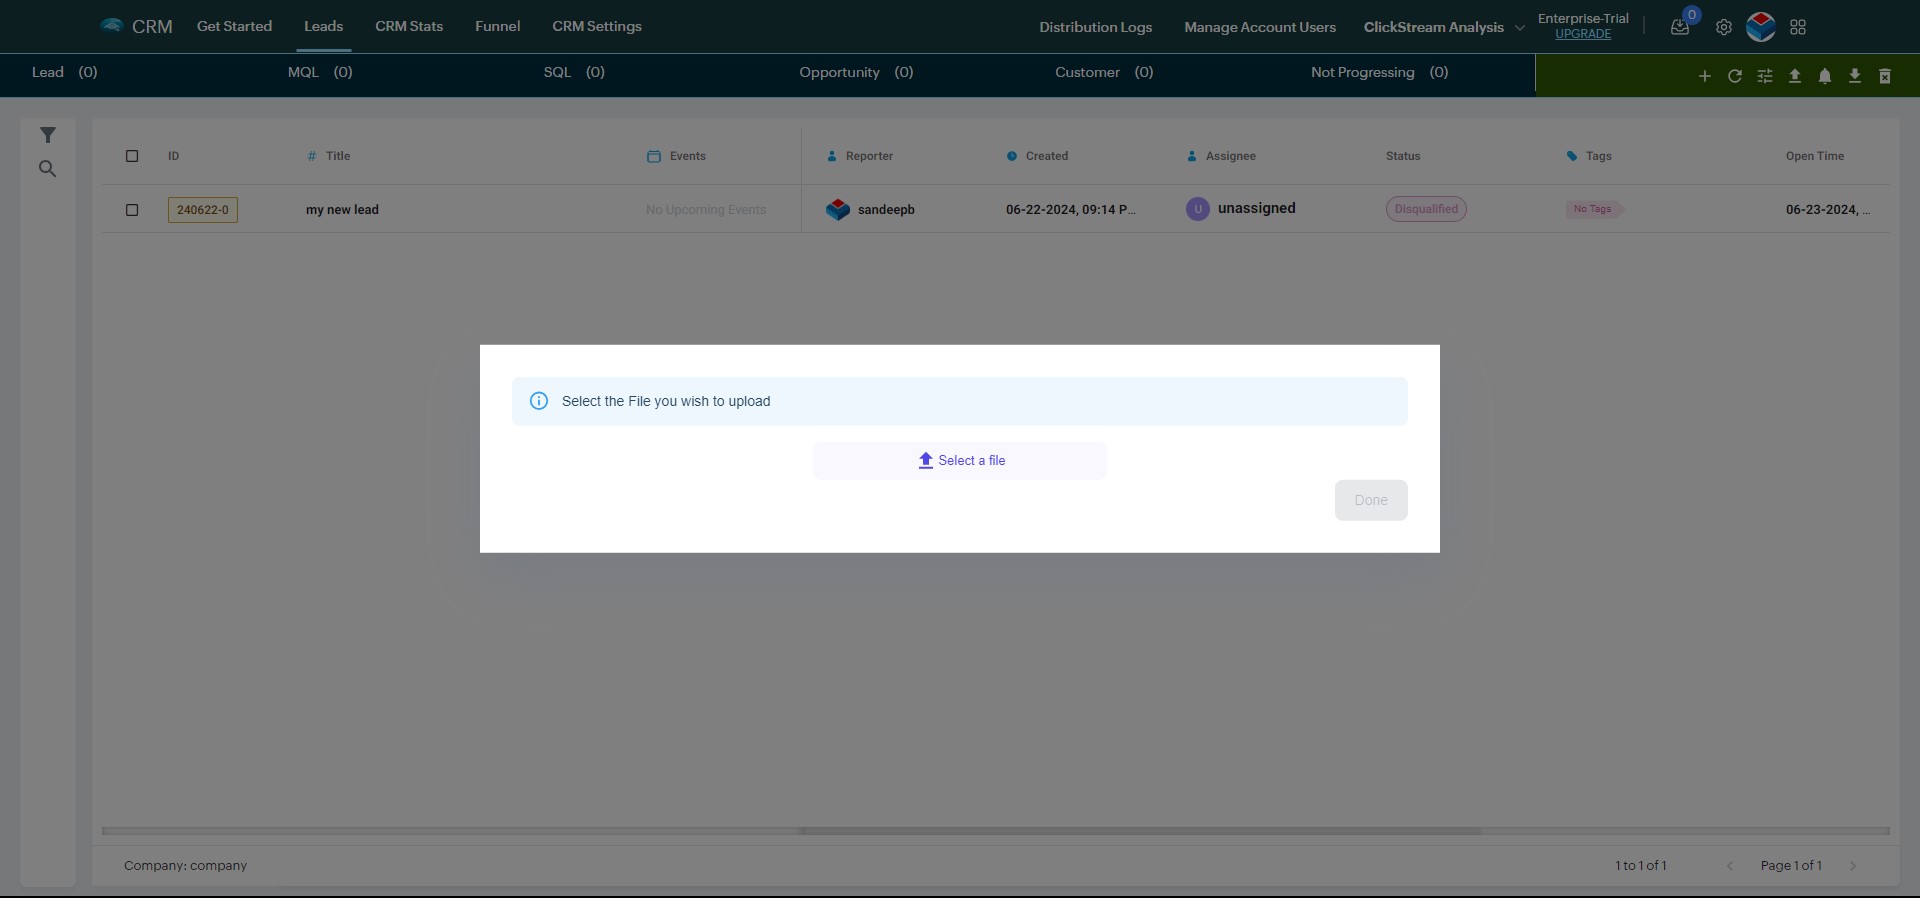 CRM Get Started Leads CRM Stats Funnel CRM Settings Distribution Logs Manage Account Users ClickStream Analysis Enterprise-Trial 0
UPGRADE
Lead (0) MQL (0) SQL (0) Opportunity (0) Customer (0) Not Progressing (0)
ID # Title Events Reporter Created Assignee Status Tags Open Time
240622-0 my new lead No Upcoming Events sandeepb 06-22-2024, 09:14 P... U unassigned Disqualified No Tags 06-23-2024, ...
Select the File you wish to upload
Select a file
Done
Company: company 1 to 1 of 1 Page 1 of 1